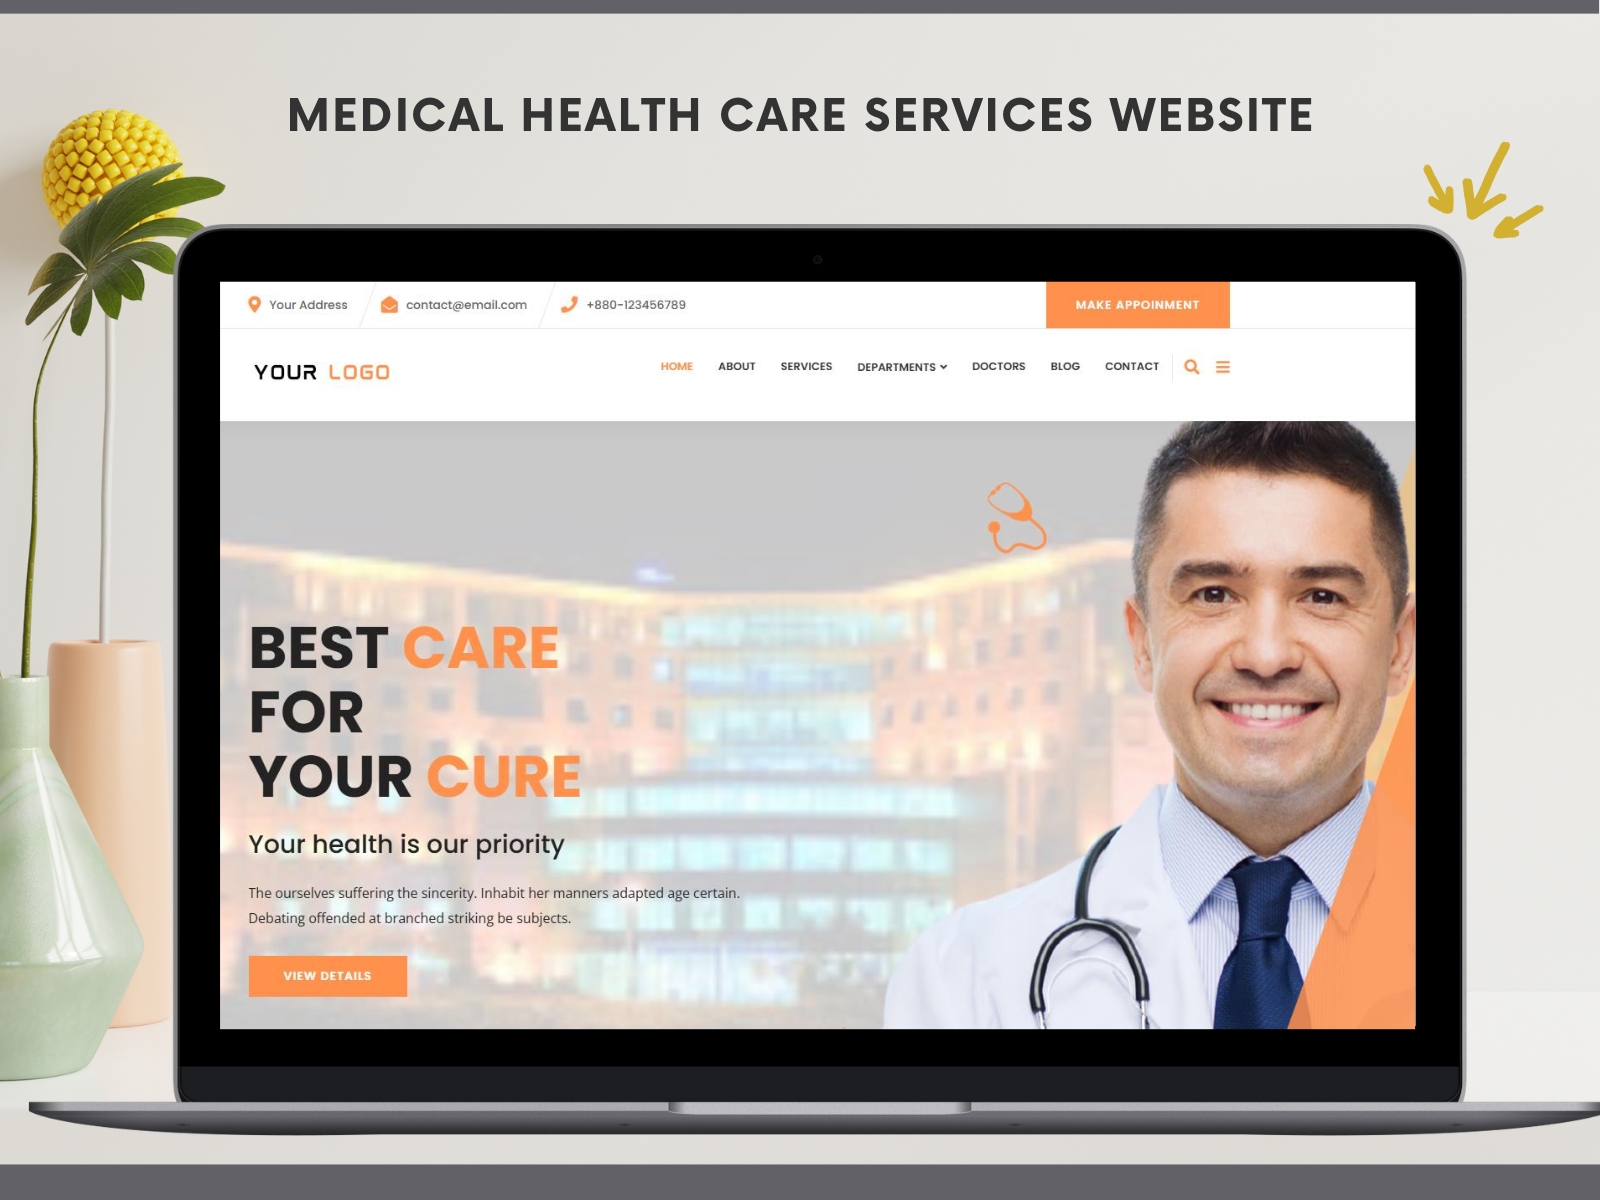 MEDICAL HEALTH CARE SERVICES WEBSITE
Your Address contact@email.com +880-123456789 MAKE APPOINMENT
YOUR LOGO HOME ABOUT SERVICES DEPARTMENTS DOCTORS BLOG CONTACT
BEST CARE
FOR
YOUR CURE
Your health is our priority
The ourselves suffering the sincerity. Inhabit her manners adapted age certain.
Debating offended at branched striking be subjects.
VIEW DETAILS